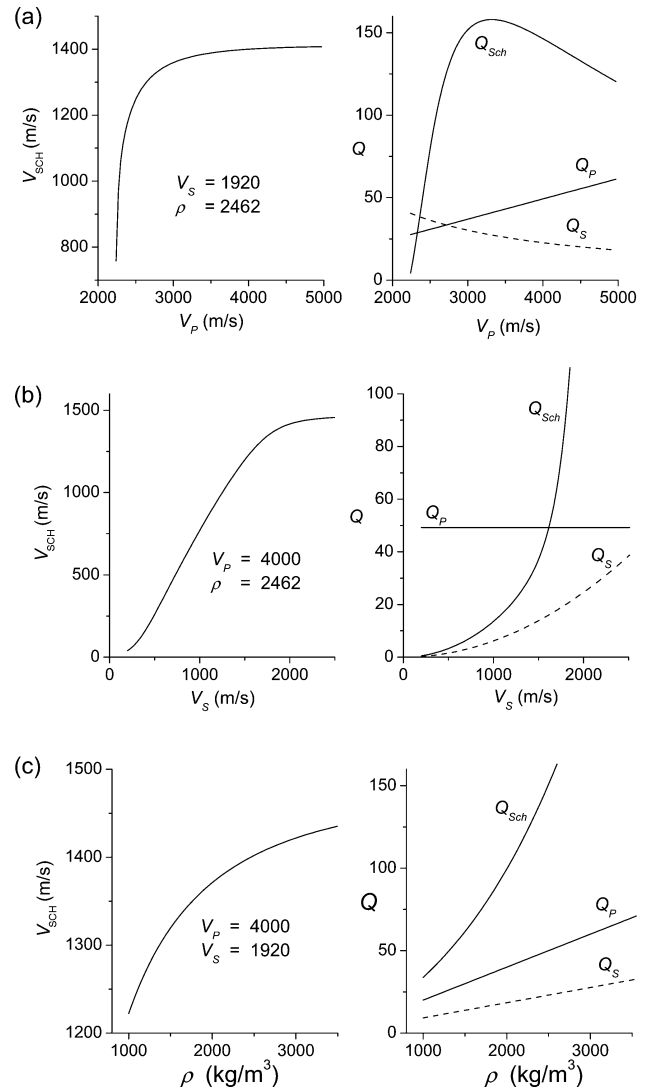 (a)
1400
1200
1000
800
V_SCH (m/s)
V_S = 1920
ρ = 2462
2000 3000 4000 5000
V_P (m/s)
150
100
50
0
Q
Q_Sch
Q_P
Q_S
2000 3000 4000 5000
V_P (m/s)
(b)
1500
1000
500
0
V_SCH (m/s)
V_P = 4000
ρ = 2462
0 1000 2000
V_S (m/s)
100
80
60
40
20
0
Q
Q_Sch
Q_P
Q_S
0 1000 2000
V_S (m/s)
(c)
1500
1400
1300
1200
V_SCH (m/s)
V_P = 4000
V_S = 1920
1000 2000 3000
ρ (kg/m³)
150
100
50
0
Q
Q_Sch
Q_P
Q_S
1000 2000 3000
ρ (kg/m³)